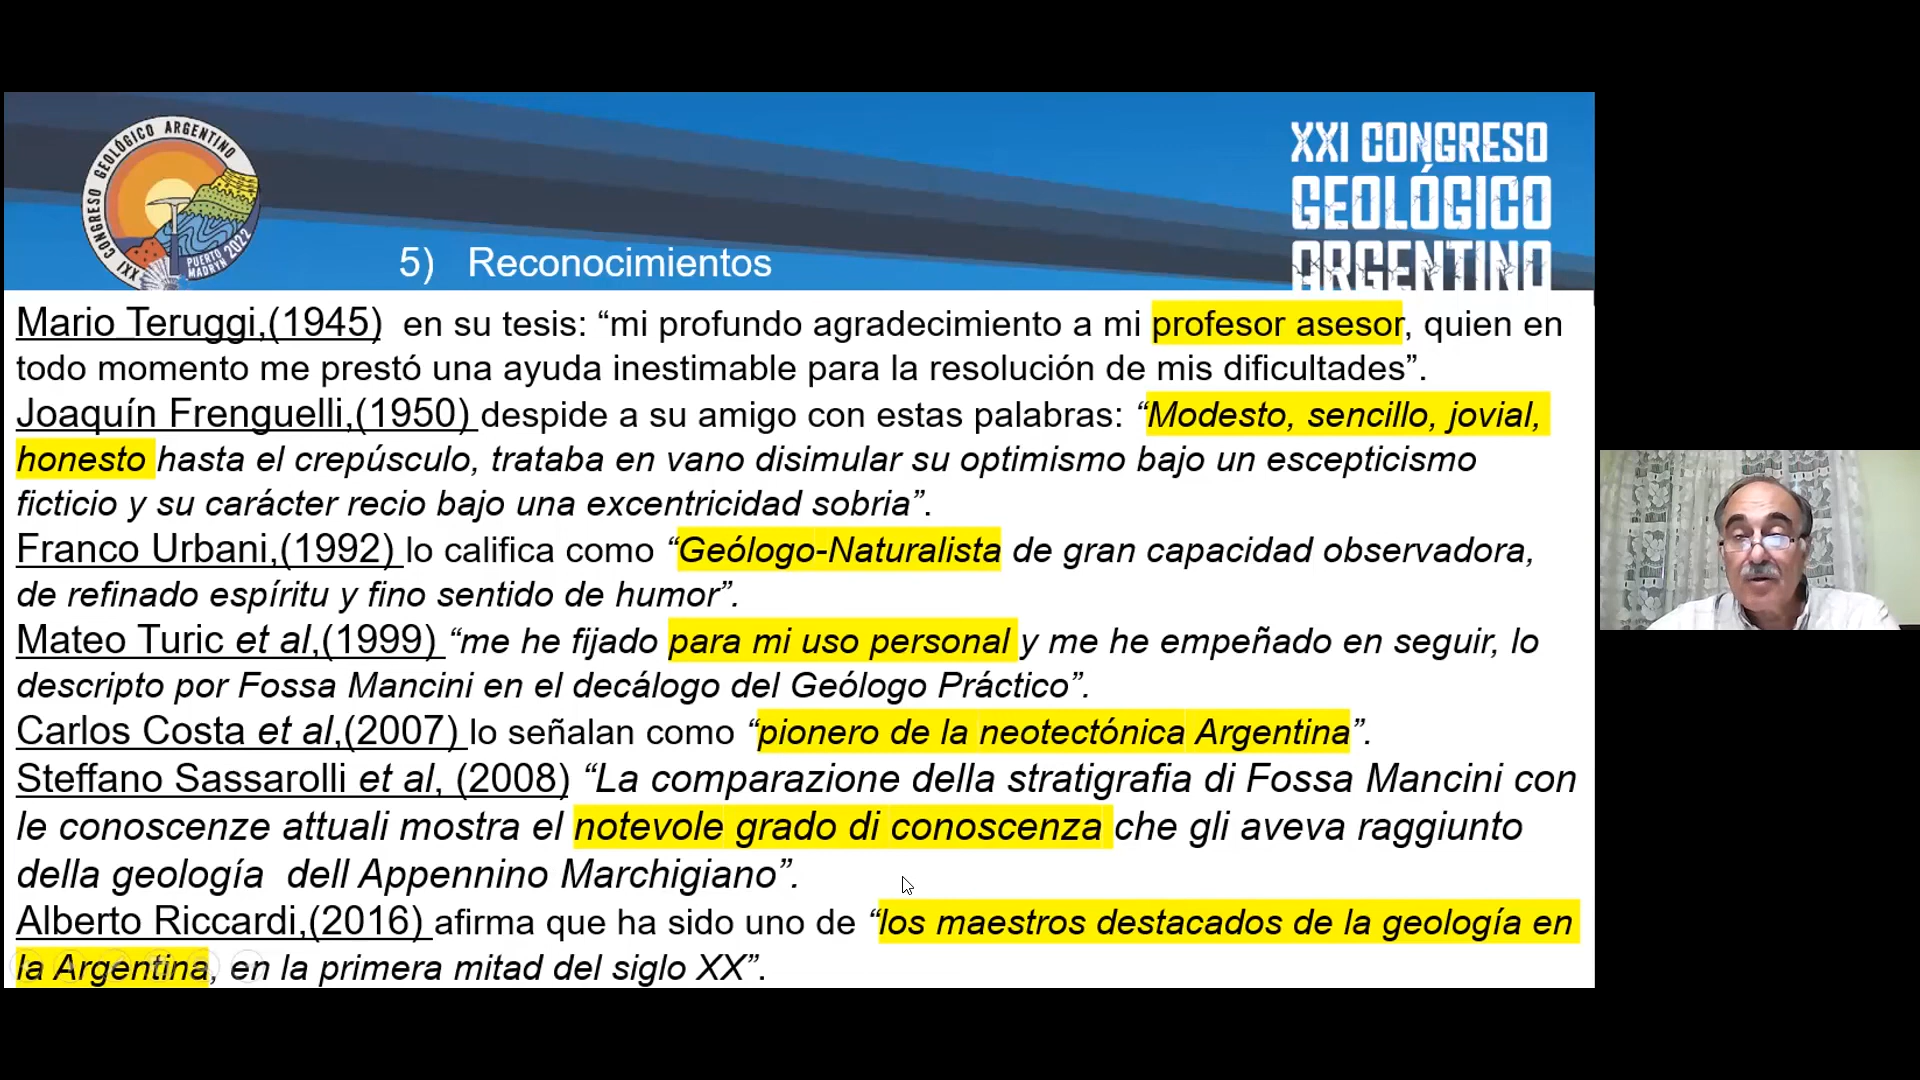 XXI CONGRESO GEOLÓGICO ARGENTINO
PUERTO
MADRYN 2022
XXI CONGRESO
GEOLÓGICO
ARGENTINO
5) Reconocimientos
Mario Teruggi,(1945) en su tesis: “mi profundo agradecimiento a mi profesor asesor, quien en
todo momento me prestó una ayuda inestimable para la resolución de mis dificultades”.
Joaquín Frenguelli,(1950) despide a su amigo con estas palabras: “Modesto, sencillo, jovial,
honesto hasta el crepúsculo, trataba en vano disimular su optimismo bajo un escepticismo
ficticio y su carácter recio bajo una excentricidad sobria”.
Franco Urbani,(1992) lo califica como “Geólogo-Naturalista de gran capacidad observadora,
de refinado espíritu y fino sentido de humor”.
Mateo Turic et al,(1999) “me he fijado para mi uso personal y me he empeñado en seguir, lo
descripto por Fossa Mancini en el decálogo del Geólogo Práctico”.
Carlos Costa et al,(2007) lo señalan como “pionero de la neotectónica Argentina”.
Steffano Sassarolli et al, (2008) “La comparazione della stratigrafia di Fossa Mancini con
le conoscenze attuali mostra el notevole grado di conoscenza che gli aveva raggiunto
della geología dell Appennino Marchigiano”.
Alberto Riccardi,(2016) afirma que ha sido uno de “los maestros destacados de la geología en
la Argentina, en la primera mitad del siglo XX”.